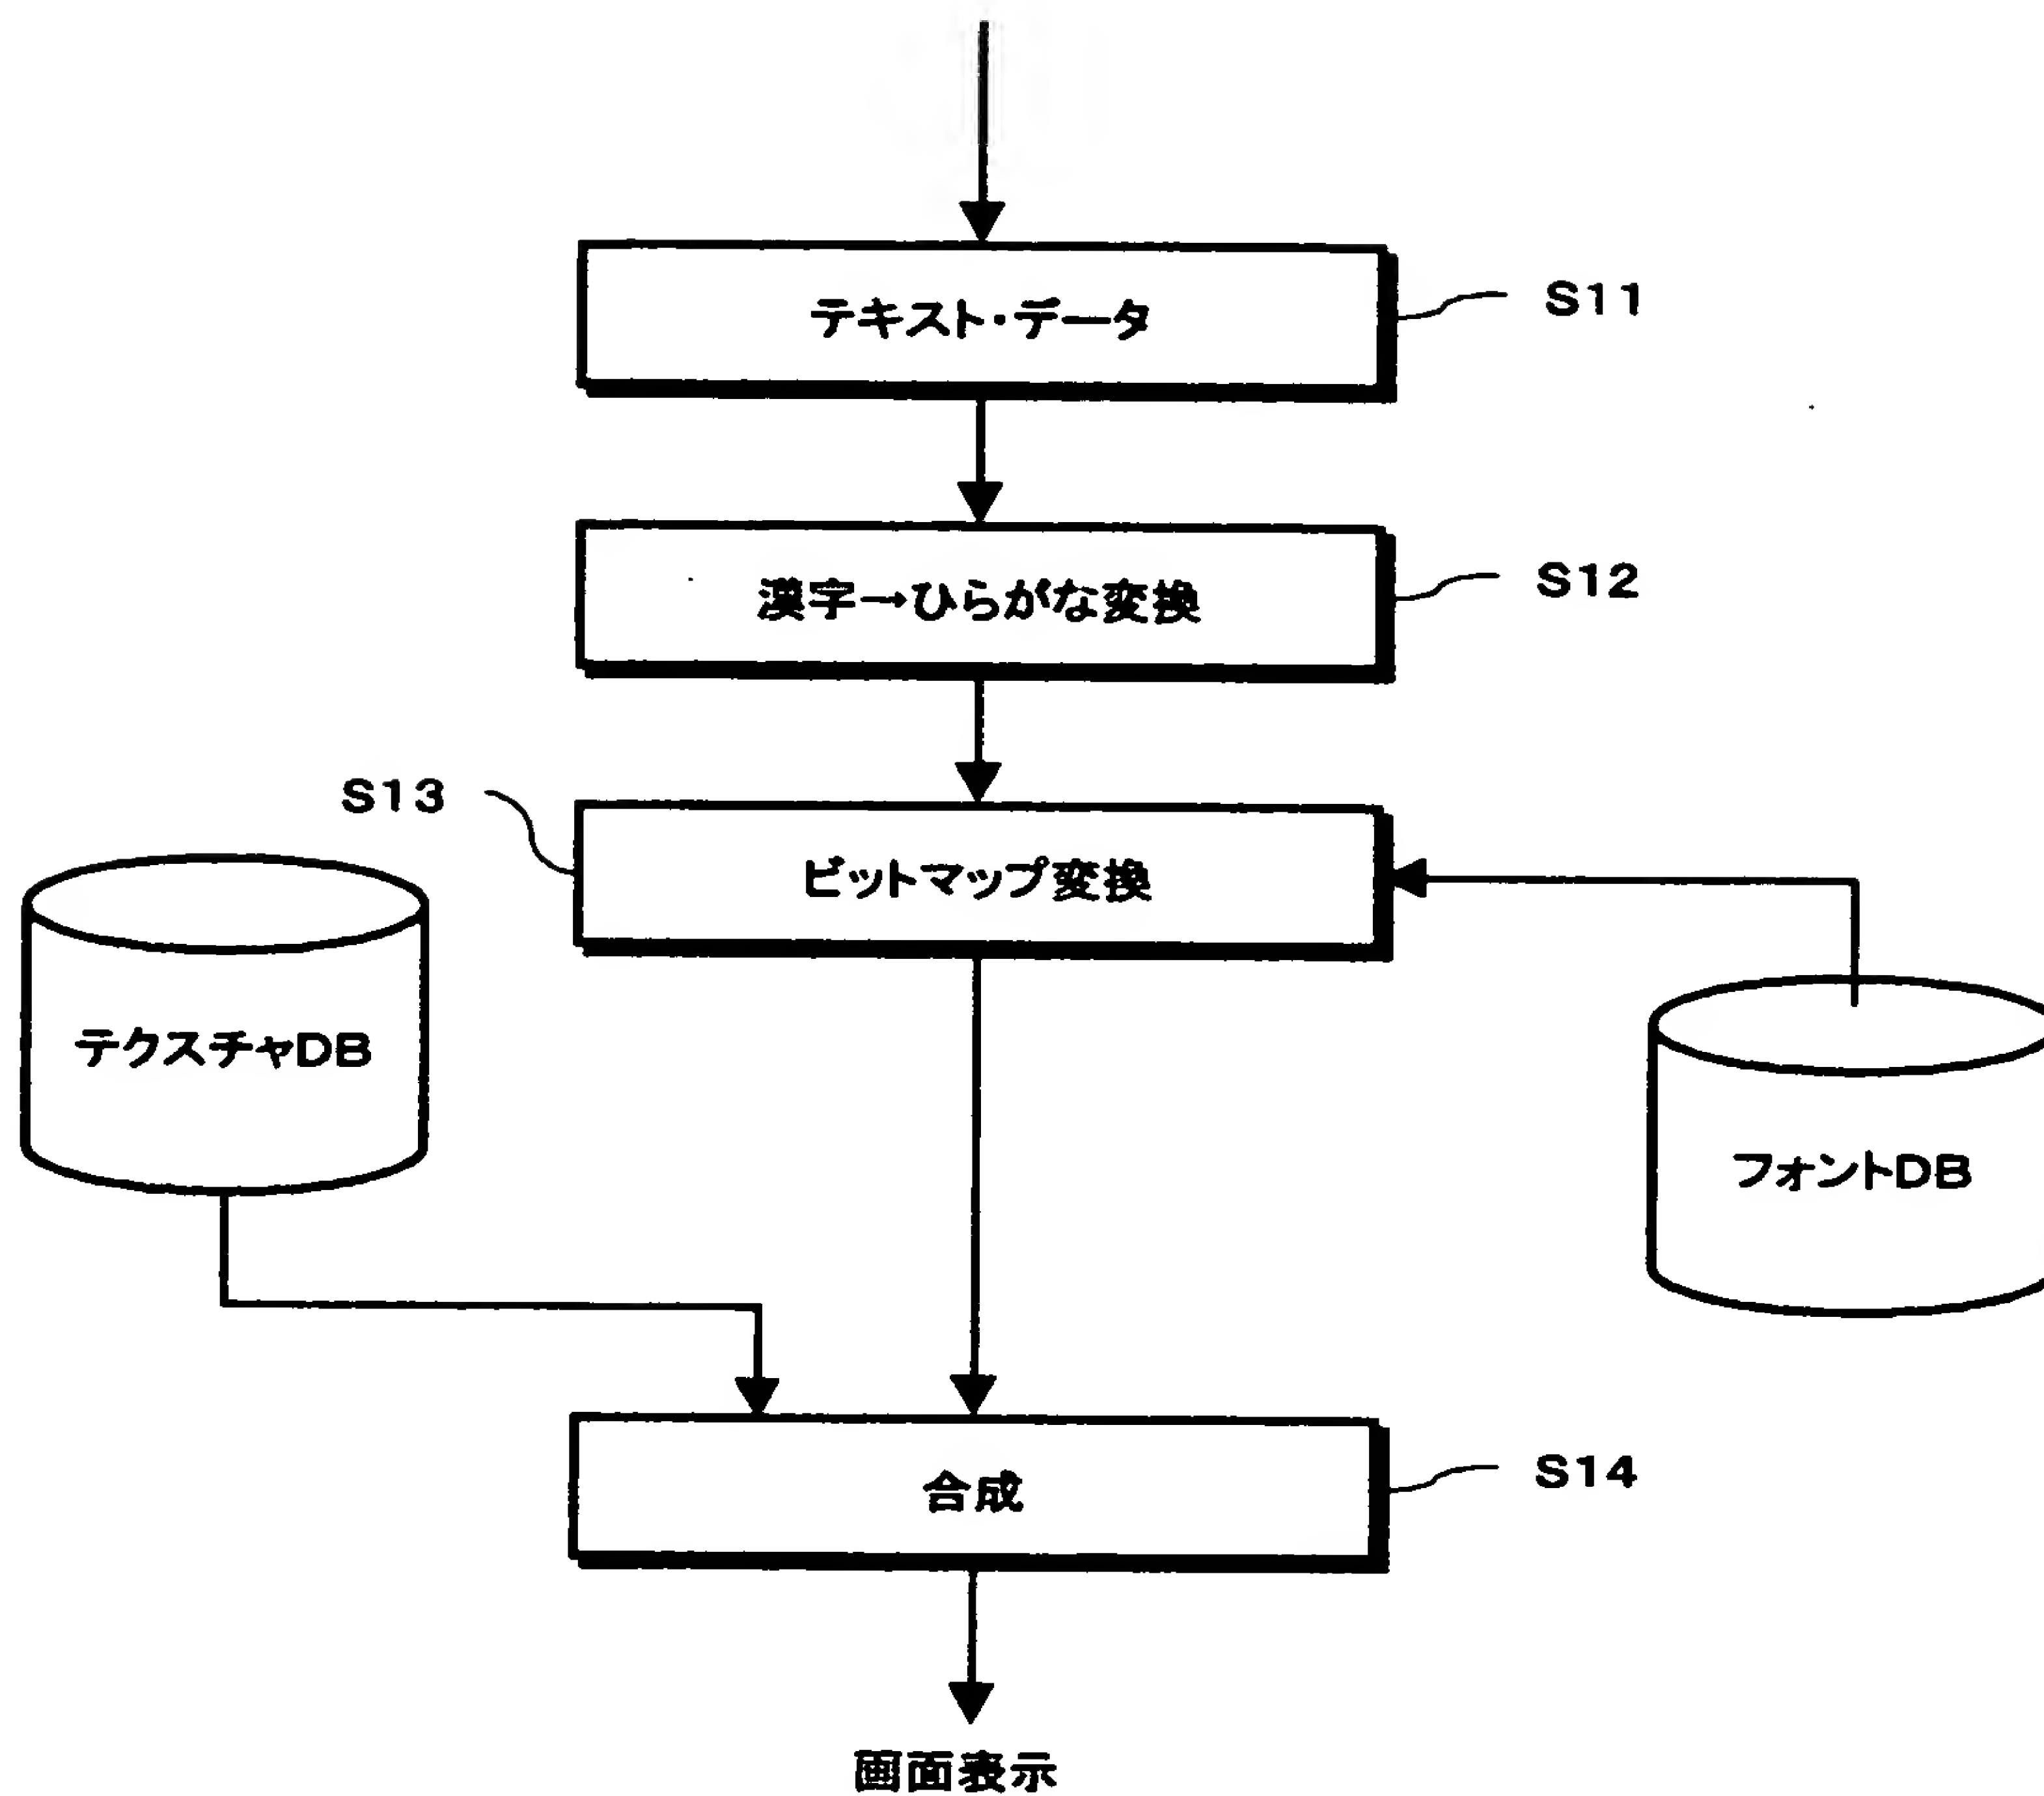 テキスト・データ
S11
漢字→ひらがな変換
S12
S13
ビットマップ変換
テクスチャDB
フォントDB
合成
S14
画面表示